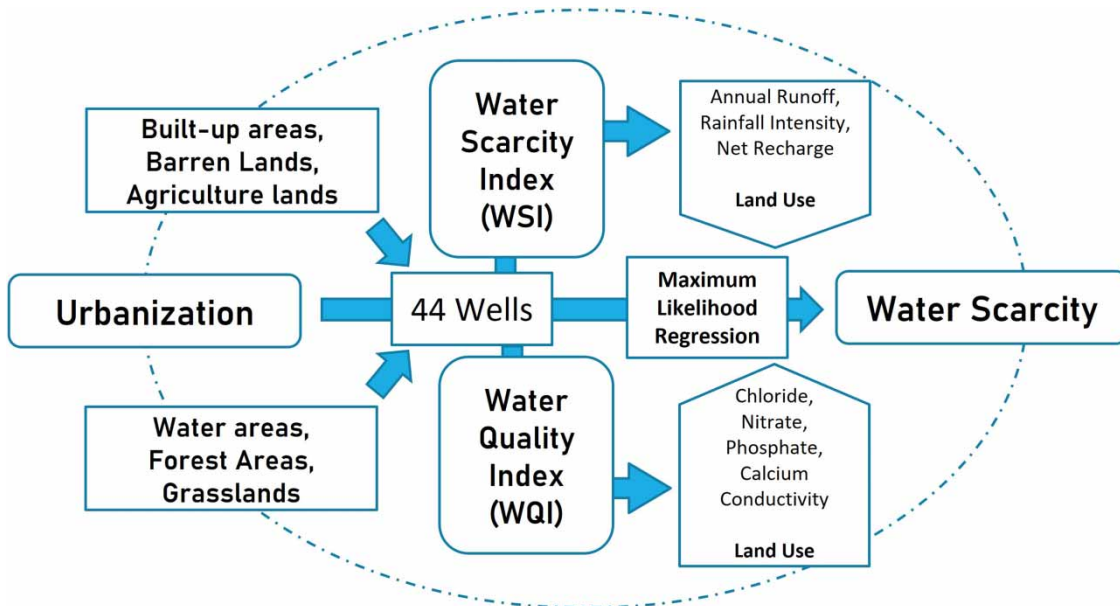 Built-up areas,
Barren Lands,
Agriculture lands
Water
Scarcity
Index
(WSI)
Annual Runoff,
Rainfall Intensity,
Net Recharge
Land Use
Urbanization
44 Wells
Maximum
Likelihood
Regression
Water Scarcity
Water areas,
Forest Areas,
Grasslands
Water
Quality
Index
(WQI)
Chloride,
Nitrate,
Phosphate,
Calcium
Conductivity
Land Use